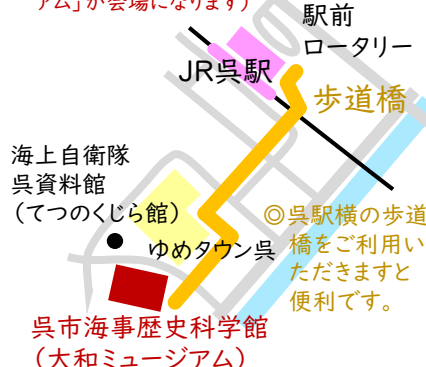 アム」が会場になります)
駅前
ロータリー
JR呉駅
歩道橋
海上自衛隊
呉資料館
（てつのくじら館）
ゆめタウン呉
◎呉駅横の歩道
橋をご利用い
ただきますと
便利です。
呉市海事歴史科学館
（大和ミュージアム）